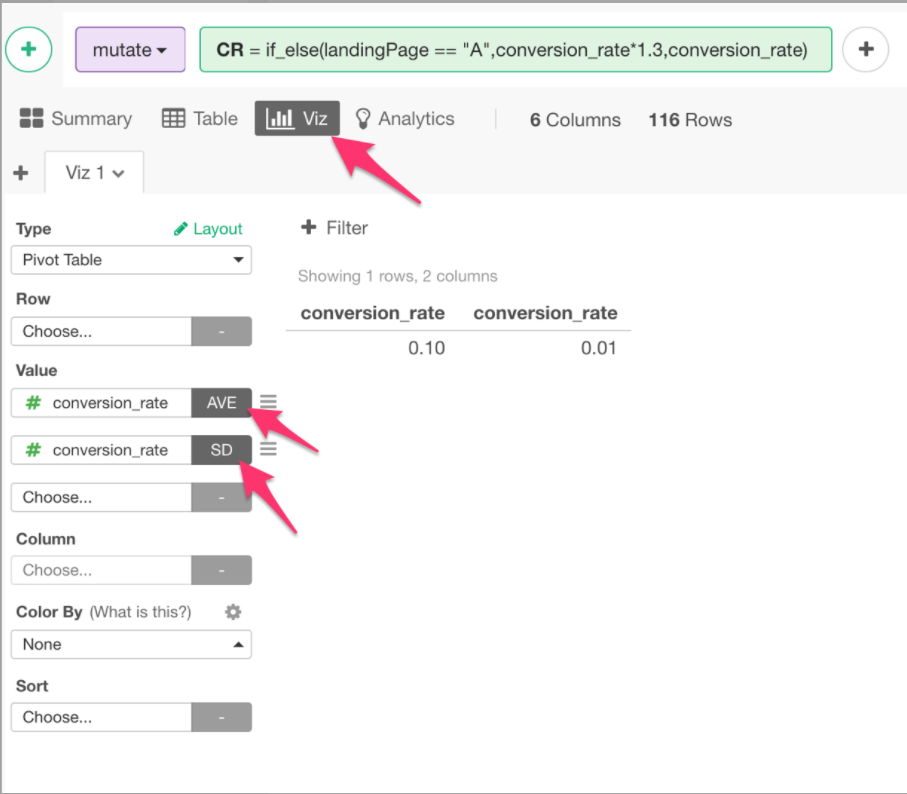 + mutate CR = if_else(landingPage == "A",conversion_rate*1.3,conversion_rate) +
Summary Table Viz Analytics 6 Columns 116 Rows
+ Viz 1
Type Layout
Pivot Table
Row
Choose... -
Value
# conversion_rate AVE
# conversion_rate SD
Choose... -
Column
Choose... -
Color By (What is this?)
None
Sort
Choose... -
+ Filter
Showing 1 rows, 2 columns
conversion_rate conversion_rate
0.10 0.01